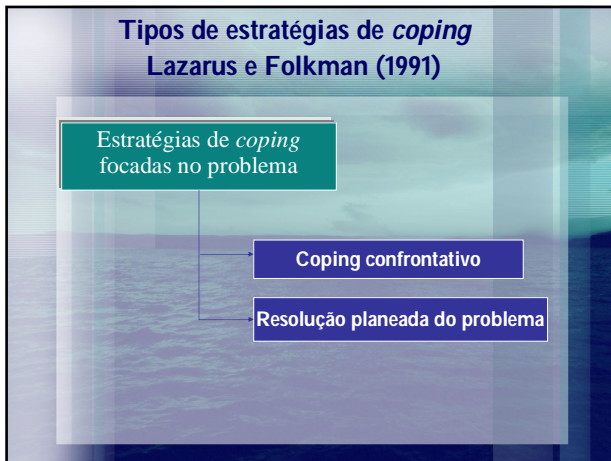 Tipos de estratégias de coping
Lazarus e Folkman (1991)
Estratégias de coping
focadas no problema
Coping confrontativo
Resolução planeada do problema